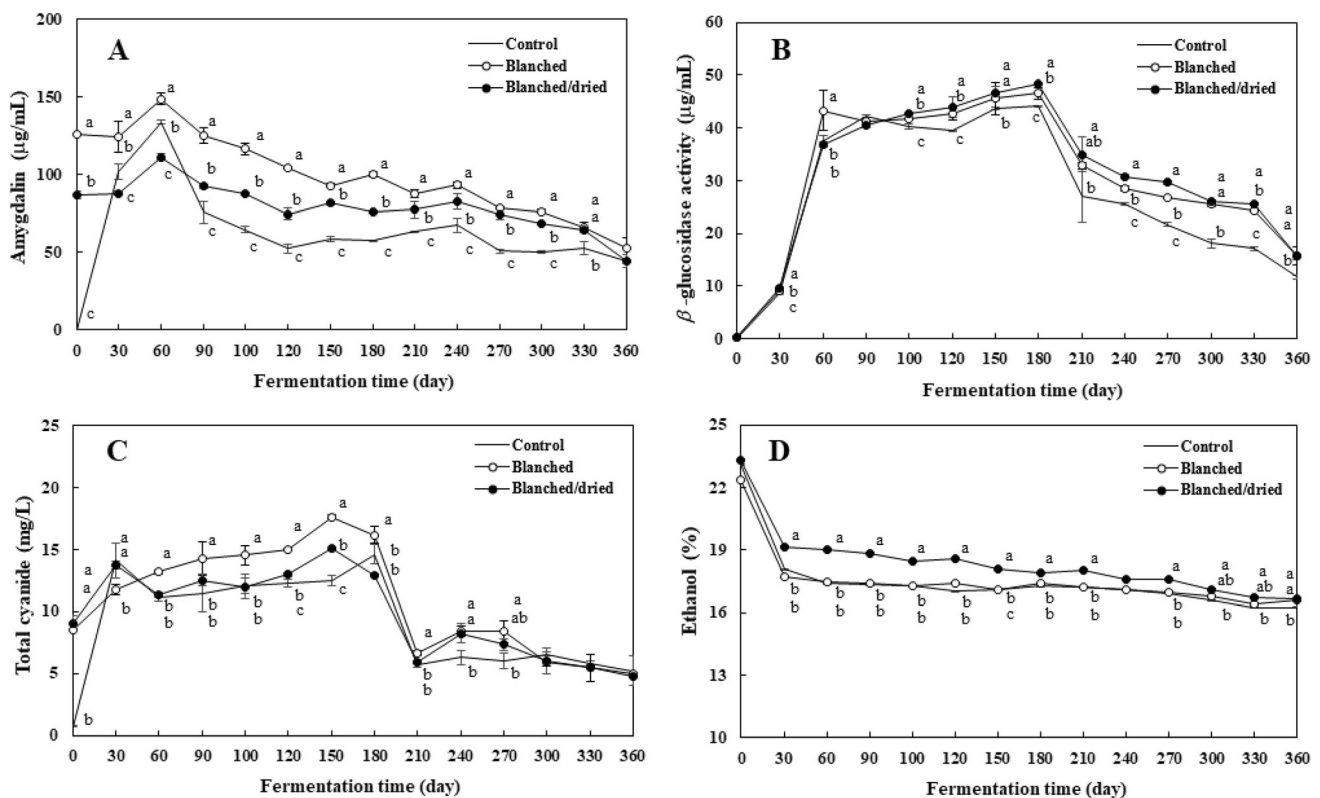 A
Control
Blanched
Blanched/dried
Amygdalin (μg/mL)
200
150
100
50
0
a a a a a a a a a a a a a
b b b b b b b b b b b b b
c c c c c c c c c c c
0 30 60 90 100 120 150 180 210 240 270 300 330 360
Fermentation time (day)
B
Control
Blanched
Blanched/dried
β-glucosidase activity (μg/mL)
60
50
40
30
20
10
0
a a a a a a a a a a a a a
b b b b b b ab b b b b b
c c c c c c c
0 30 60 90 100 120 150 180 210 240 270 300 330 360
Fermentation time (day)
C
Control
Blanched
Blanched/dried
Total cyanide (mg/L)
25
20
15
10
5
0
a a a a a a a a a a a a
b b b b b b b b b b b b
c ab
0 30 60 90 100 120 150 180 210 240 270 300 330 360
Fermentation time (day)
D
Control
Blanched
Blanched/dried
Ethanol (%)
25
22
19
16
13
10
a a a a a a a a a a a
b b b b b b b b b b b b
c ab ab
0 30 60 90 100 120 150 180 210 240 270 300 330 360
Fermentation time (day)